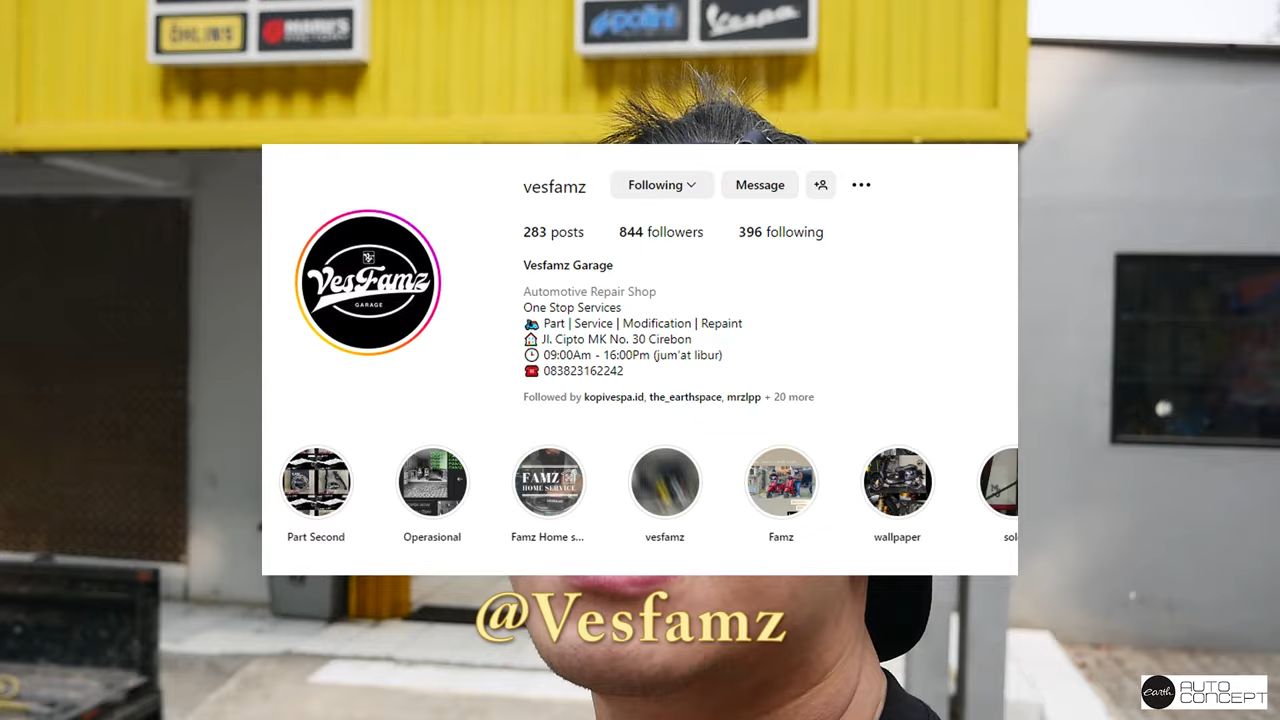 ÖHLINS
polini
Vespa
vesfamz
Following
Message
283 posts 844 followers 396 following
Vesfamz Garage
Automotive Repair Shop
One Stop Services
Part | Service | Modification | Repaint
Jl. Cipto MK No. 30 Cirebon
09:00Am - 16:00Pm (jum'at libur)
083823162242
Followed by kopivespa.id, the_earthspace, mrzlpp + 20 more
VesFamz
GARAGE
FAMZ
HOME SERVICE
Part Second
Operasional
Famz Home s...
vesfamz
Famz
wallpaper
sol
@Vesfamz
earth
AUTO
CONCEPT